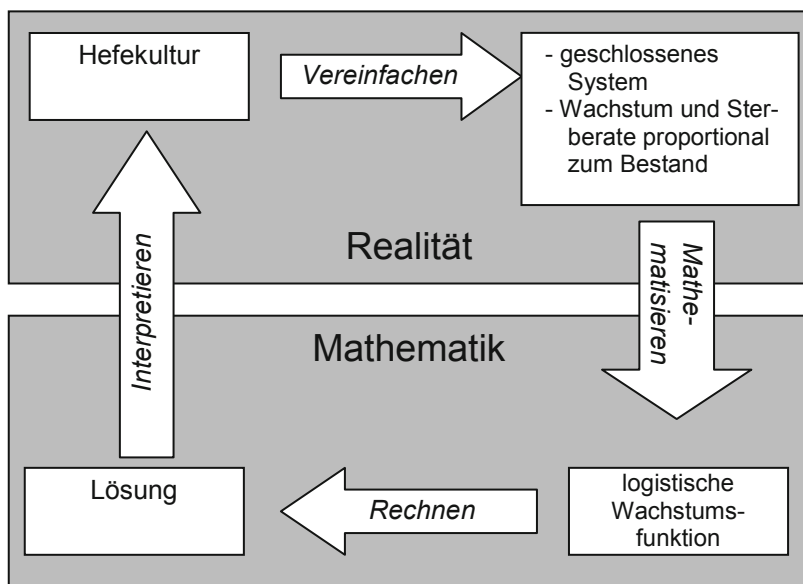 Hefekultur
Vereinfachen
- geschlossenes
System
- Wachstum und Ster-
berate proportional
zum Bestand
Realität
Interpretieren
Mathe-
matisieren
Mathematik
Lösung
Rechnen
logistische
Wachstums-
funktion